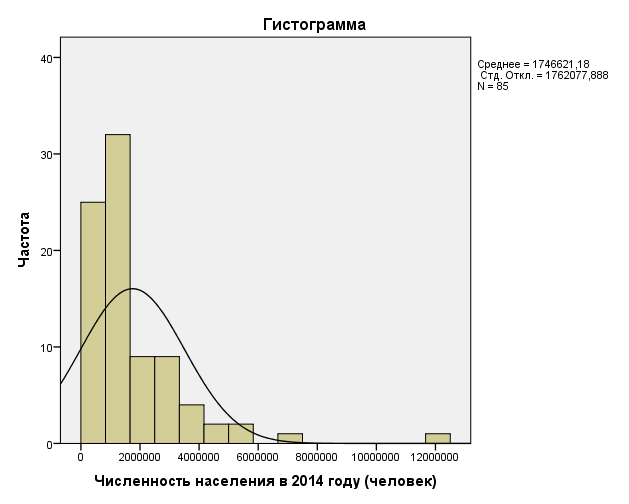 Гистограмма
40
30
20
10
0
Частота
0 2000000 4000000 6000000 8000000 10000000 12000000
Численность населения в 2014 году (человек)
Среднее = 1746621,18
Стд. Откл. = 1762077,888
N = 85